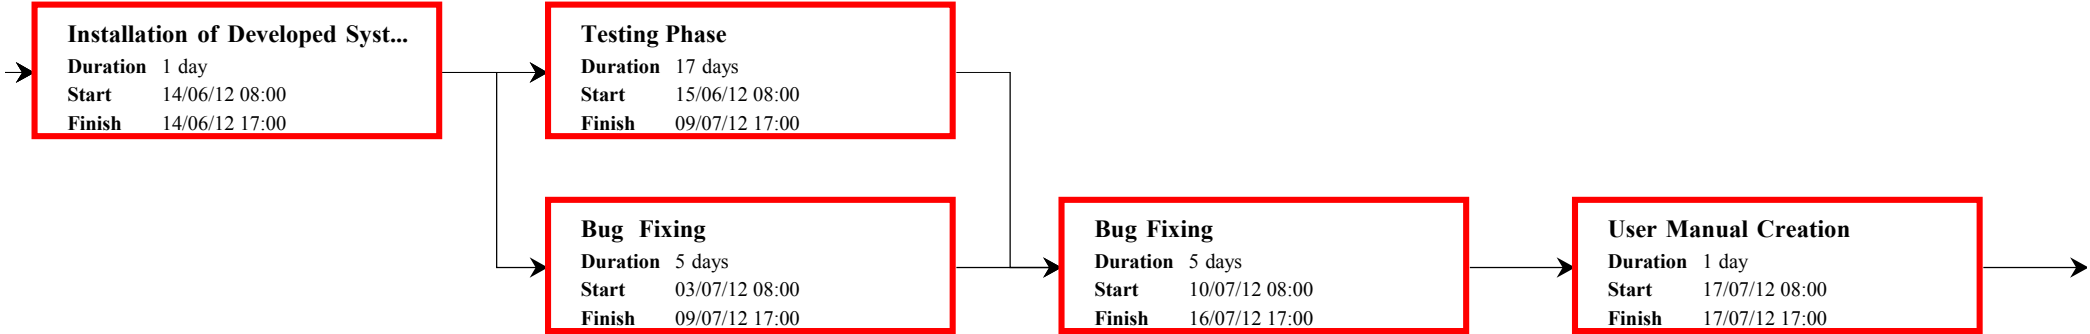 Installation of Developed Syst...
Duration 1 day
Start 14/06/12 08:00
Finish 14/06/12 17:00
Testing Phase
Duration 17 days
Start 15/06/12 08:00
Finish 09/07/12 17:00
Bug Fixing
Duration 5 days
Start 03/07/12 08:00
Finish 09/07/12 17:00
Bug Fixing
Duration 5 days
Start 10/07/12 08:00
Finish 16/07/12 17:00
User Manual Creation
Duration 1 day
Start 17/07/12 08:00
Finish 17/07/12 17:00